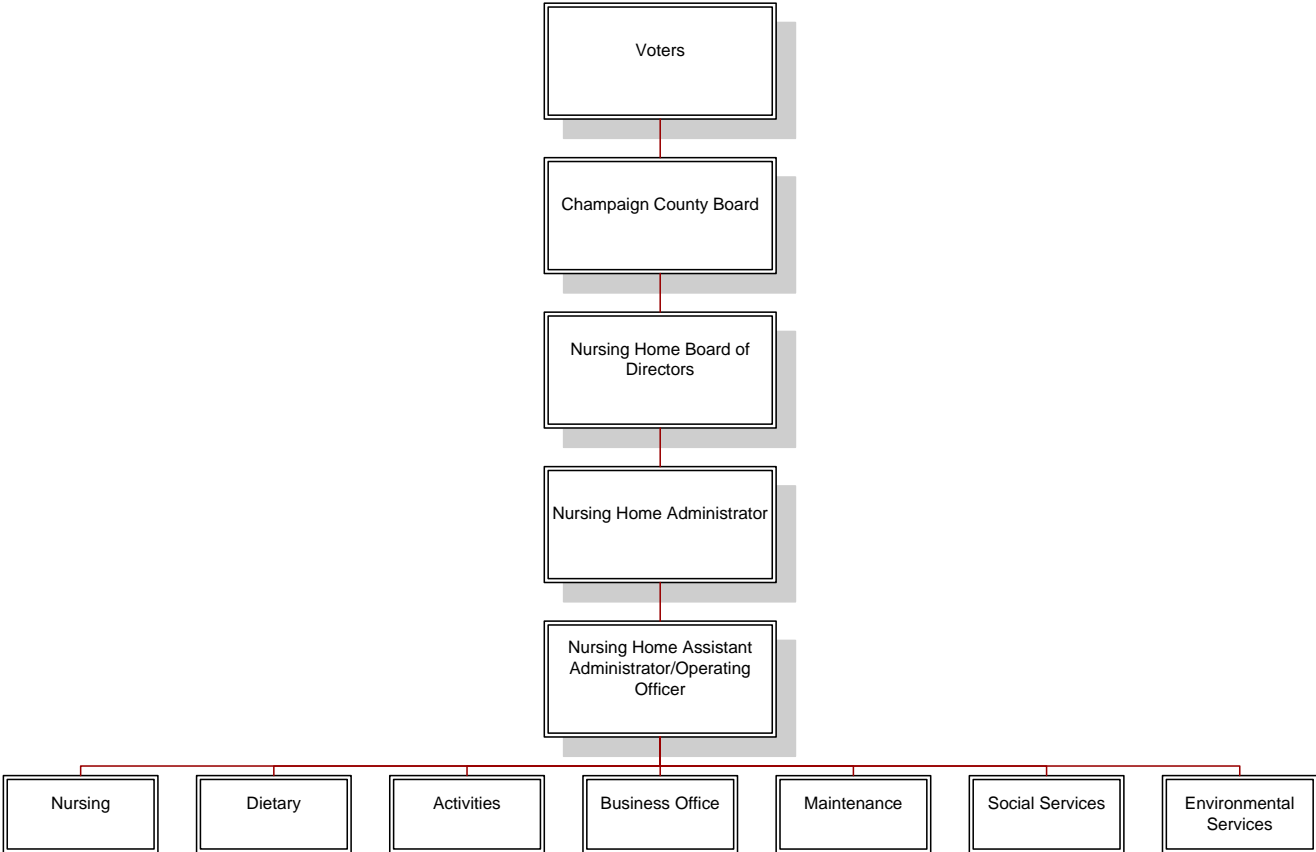 Voters
Champaign County Board
Nursing Home Board of
Directors
Nursing Home Administrator
Nursing Home Assistant
Administrator/Operating
Officer
Nursing
Dietary
Activities
Business Office
Maintenance
Social Services
Environmental
Services